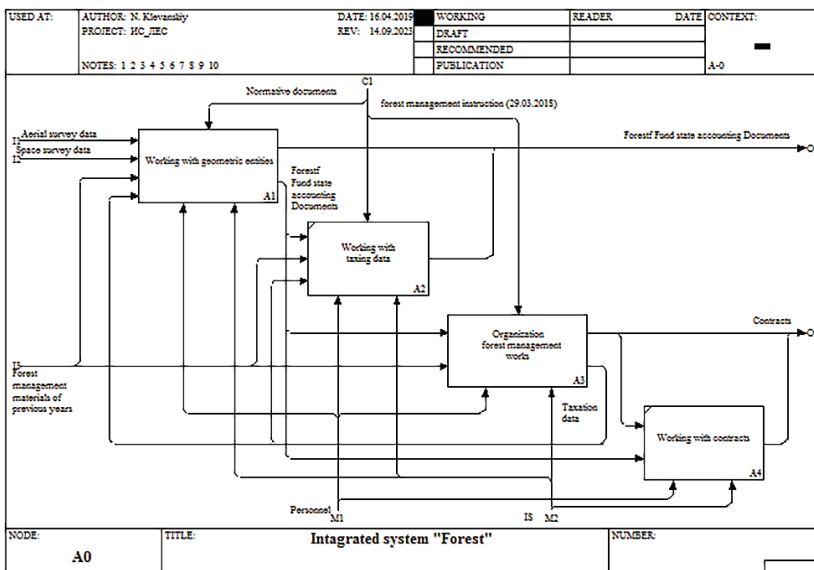 USED AT:
AUTHOR: N. Klevanskiy
DATE: 16.04.2019
WORKING
READER
DATE
CONTEXT:
PROJECT: ИС_ЛЕС
REV: 14.09.2023
DRAFT
RECOMMENDED
NOTES: 1 2 3 4 5 6 7 8 9 10
PUBLICATION
A-0
C1
Normative documents
forest management instruction (29.03.2018)
I1
Aerial survey data
I2
Space survey data
Working with geometric entities
A1
Forestf Fund state accounting Documents
O
Forestf
Fund state
accounting
Documents
Working with
taxing data
A2
Organization
forest management
works
A3
Contracts
O
I3
Forest
management
materials of
previous years
Taxation
data
Working with contracts
A4
Personnel
M1
IS
M2
NODE:
A0
TITLE:
Intagrated system "Forest"
NUMBER: